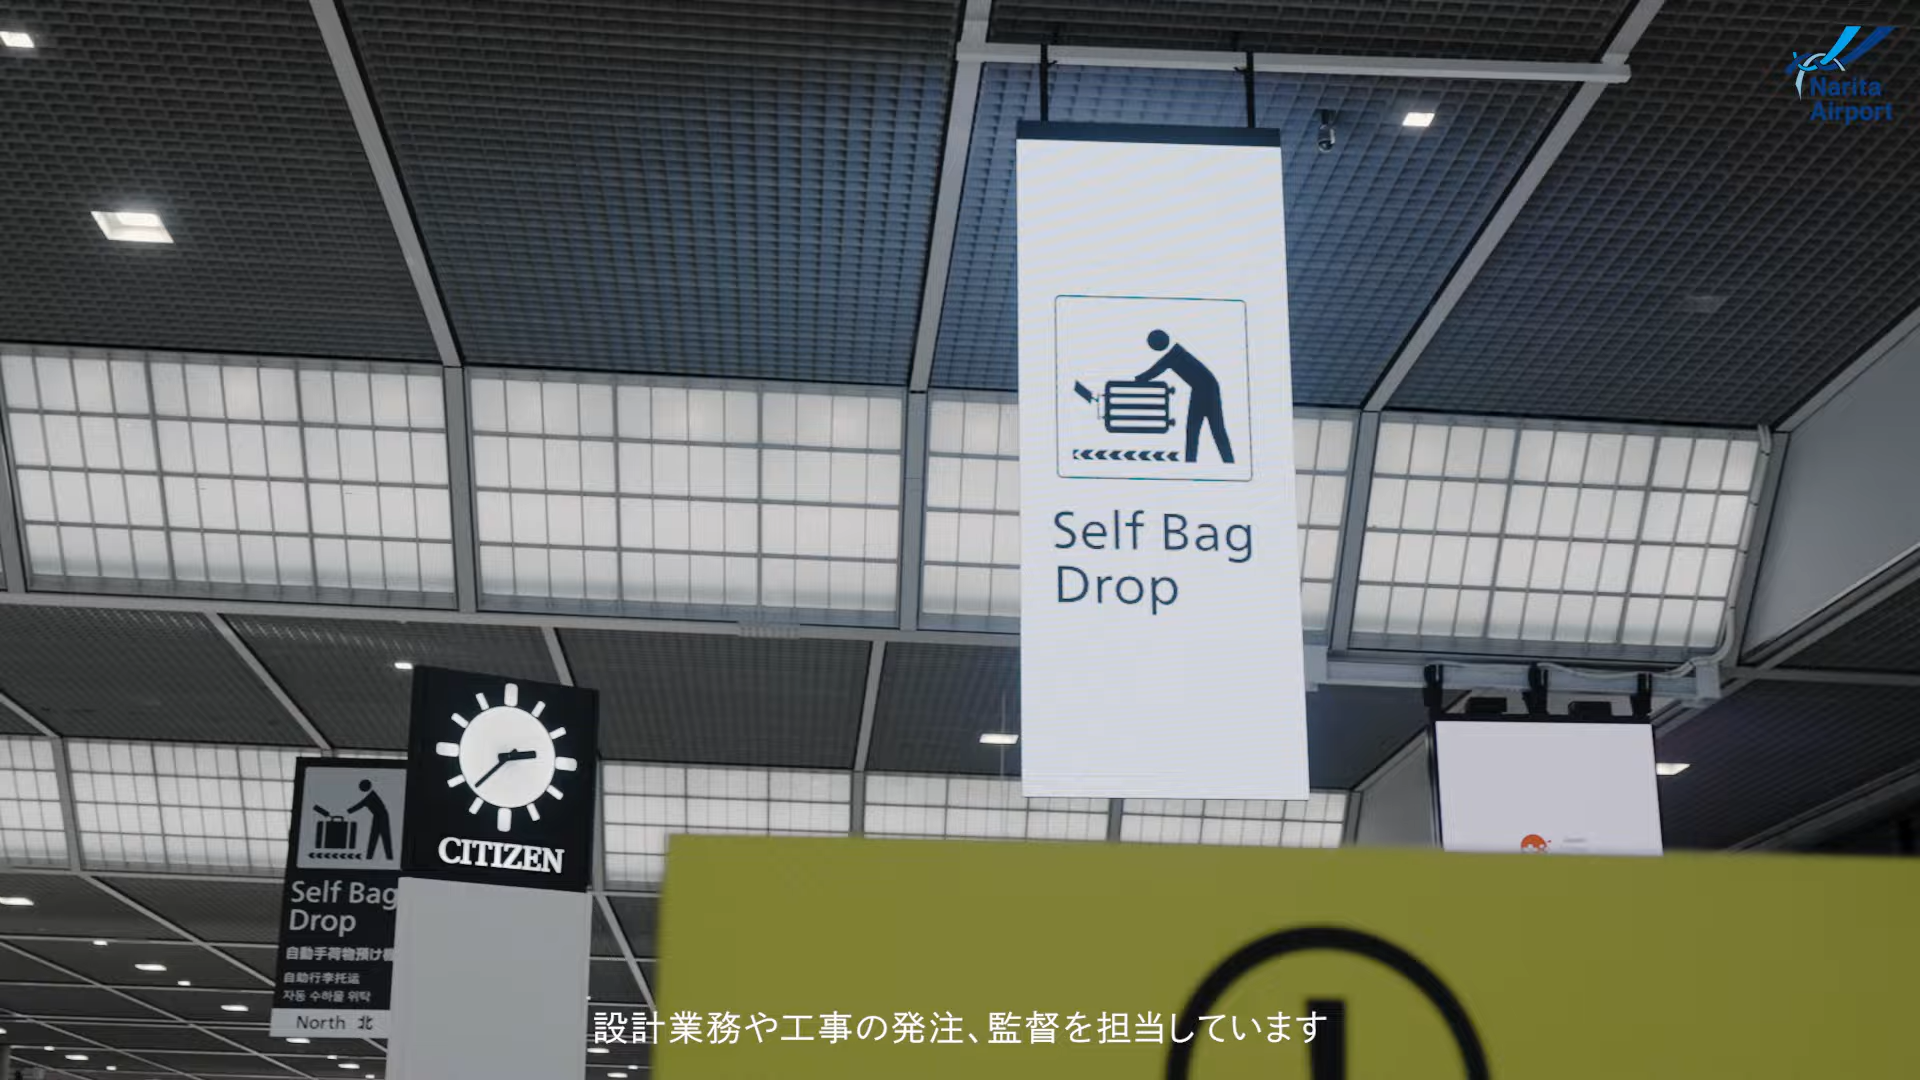 Narita
Airport
Self Bag
Drop
CITIZEN
Self Bag
Drop
自動手荷物預け機
自助行李托运
자동 수하물 위탁
North 北
設計業務や工事の発注、監督を担当しています